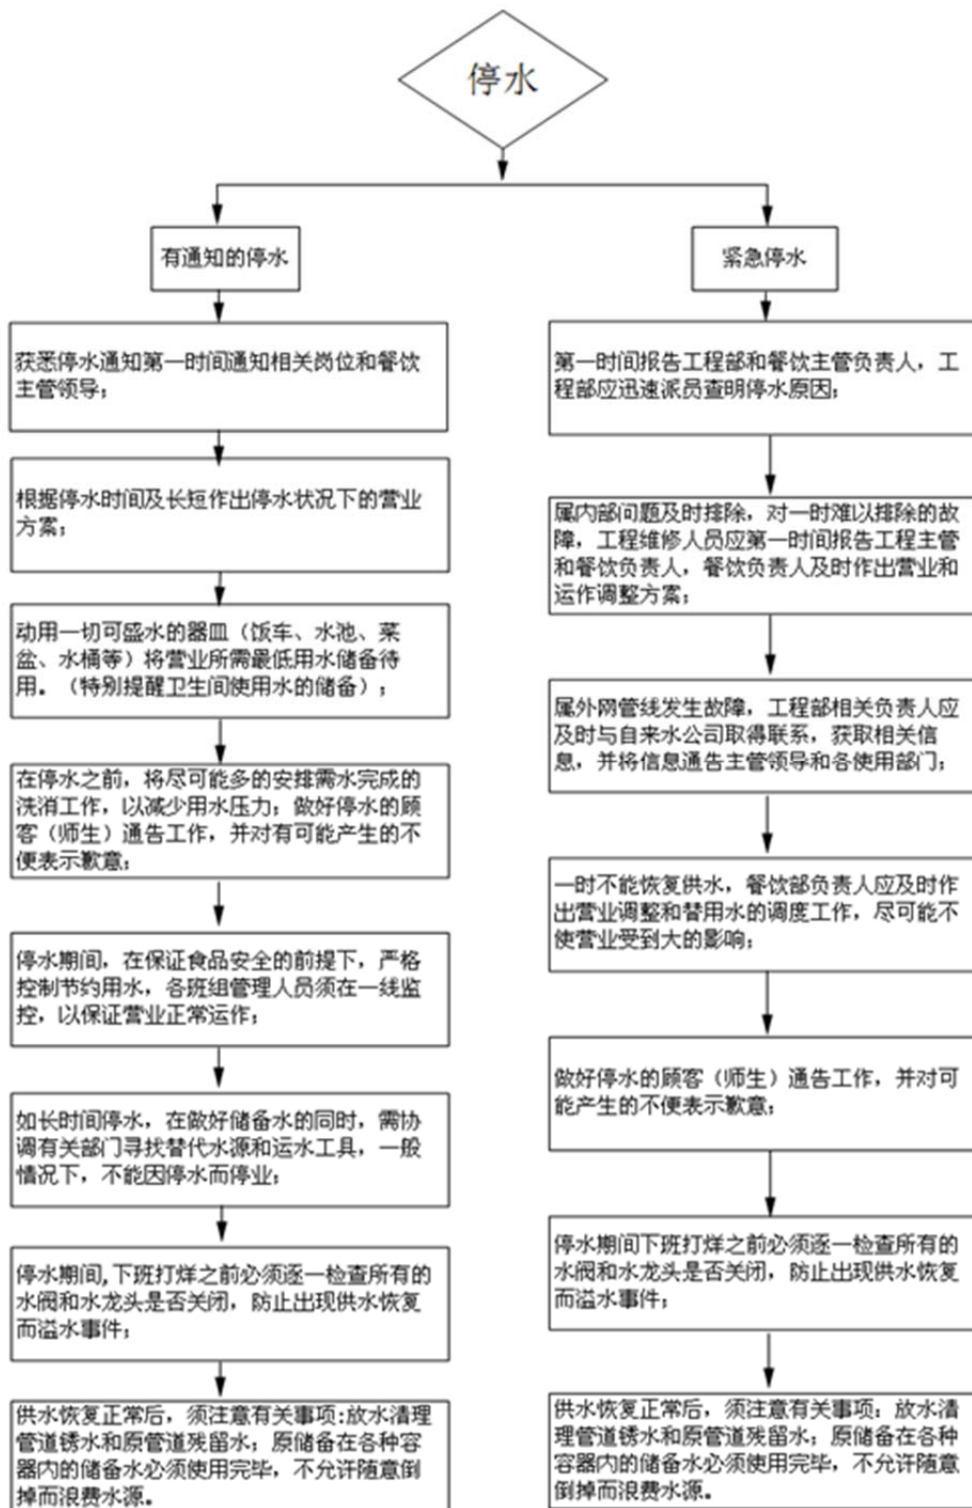 停水
有通知的停水
获悉停水通知第一时间通知相关岗位和餐饮
主管领导；
根据停水时间及长短作出停水状况下的营业
方案；
动用一切可盛水的器皿（饭车、水池、菜
盆、水桶等）将营业所需最低用水储备待
用。（特别提醒卫生间使用水的储备）；
在停水之前，将尽可能多的安排需水完成的
洗消工作，以减少用水压力；做好停水的顾
客（师生）通告工作，并对有可能产生的不
便表示歉意；
停水期间，在保证食品安全的前提下，严格
控制节约用水，各班组管理人员须在一线监
控，以保证营业正常运作；
如长时间停水，在做好储备水的同时，需协
调有关部门寻找替代水源和运水工具，一般
情况下，不能因停水而停业；
停水期间,下班打烊之前必须逐一检查所有的
水阀和水龙头是否关闭，防止出现供水恢复
而溢水事件；
供水恢复正常后，须注意有关事项:放水清理
管道锈水和原管道残留水；原储备在各种容
器内的储备水必须使用完毕，不允许随意倒
掉而浪费水源。
紧急停水
第一时间报告工程部和餐饮主管负责人，工
程部应迅速派员查明停水原因；
属内部问题及时排除，对一时难以排除的故
障，工程维修人员应第一时间报告工程主管
和餐饮负责人，餐饮负责人及时作出营业和
运作调整方案；
属外网管线发生故障，工程部相关负责人应
及时与自来水公司取得联系，获取相关信
息，并将信息通告主管领导和各使用部门；
一时不能恢复供水，餐饮部负责人应及时作
出营业调整和替用水的调度工作，尽可能不
使营业受到大的影响；
做好停水的顾客（师生）通告工作，并对可
能产生的不便表示歉意；
停水期间下班打烊之前必须逐一检查所有的
水阀和水龙头是否关闭，防止出现供水恢复
而溢水事件；
供水恢复正常后，须注意有关事项：放水清
理管道锈水和原管道残留水；原储备在各种
容器内的储备水必须使用完毕，不允许随意
倒掉而浪费水源。